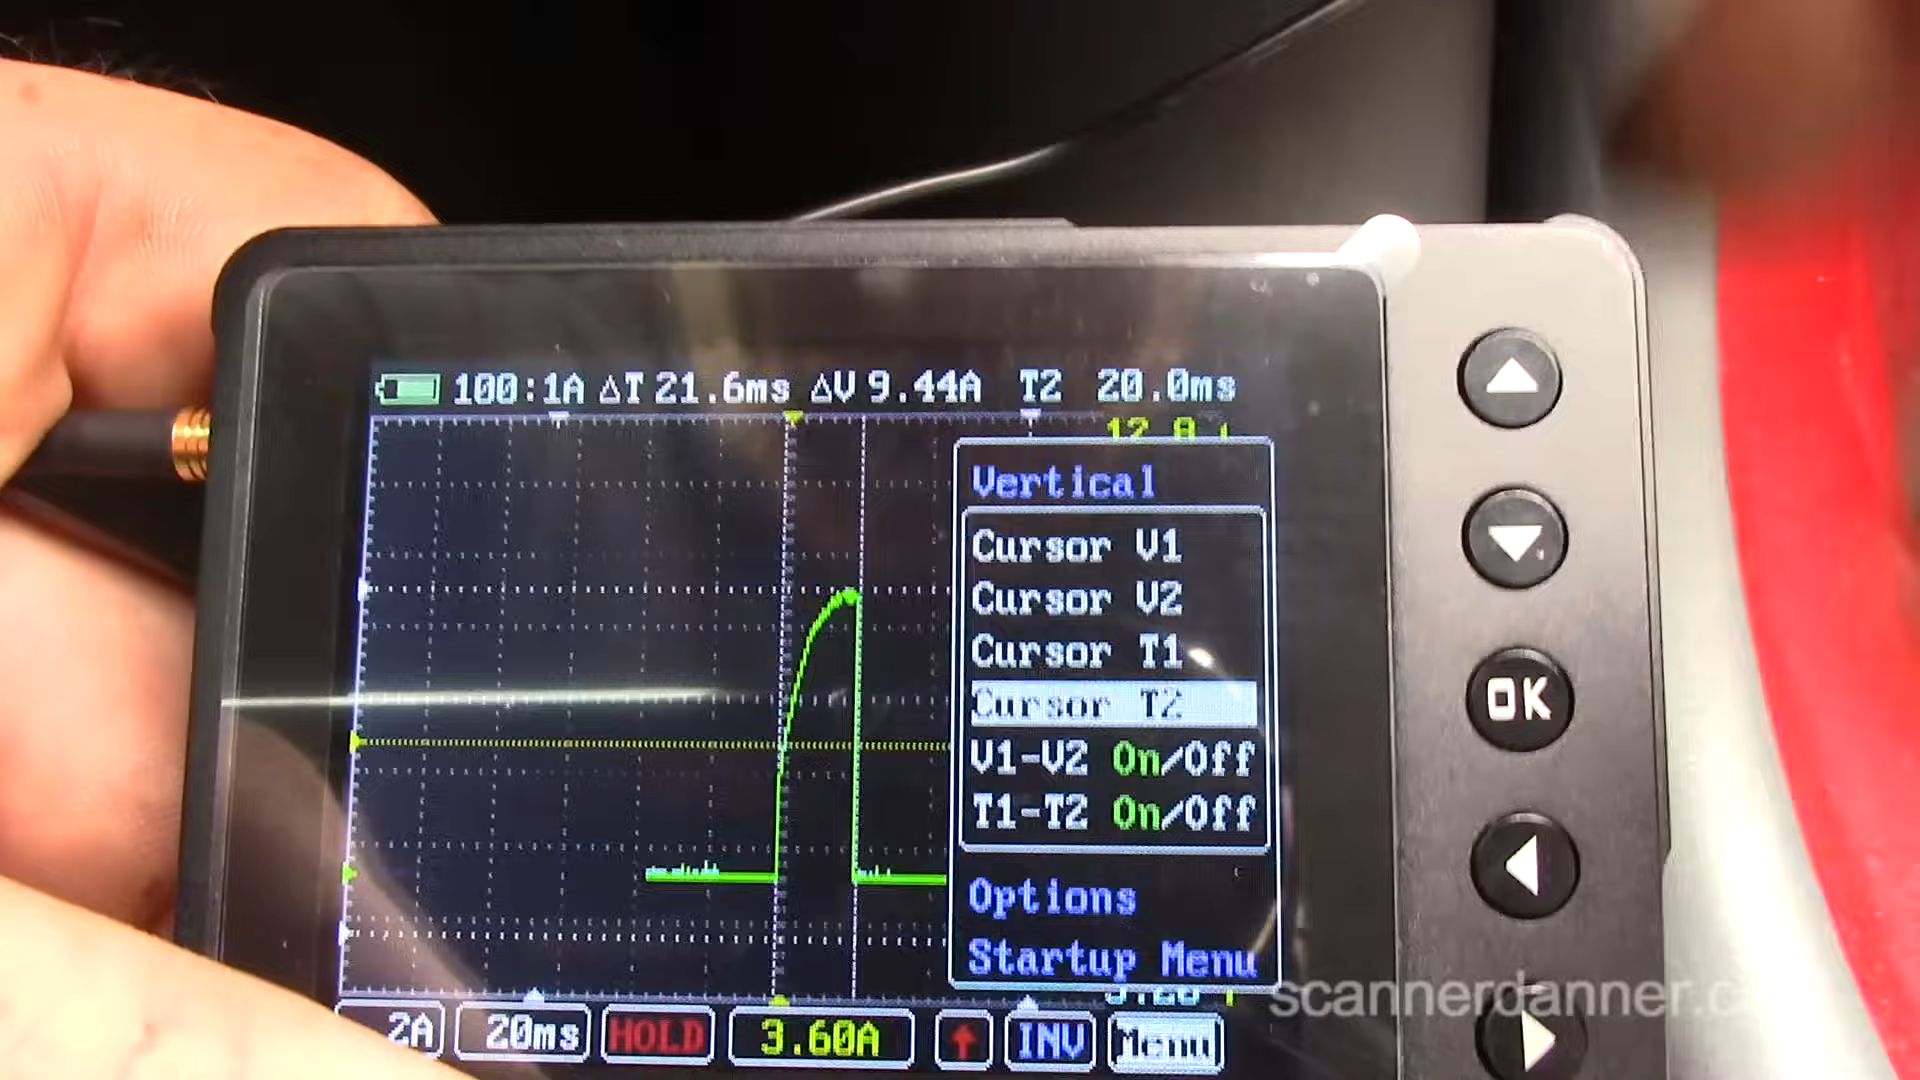 100:1A ΔT 21.6ms ΔV 9.44A T2 20.0ms
Vertical
Cursor V1
Cursor V2
Cursor T1
Cursor T2
V1-V2 On/Off
T1-T2 On/Off
Options
Startup Menu
2A 20ms HOLD 3.60A INV Menu
OK
scannerdanner.c